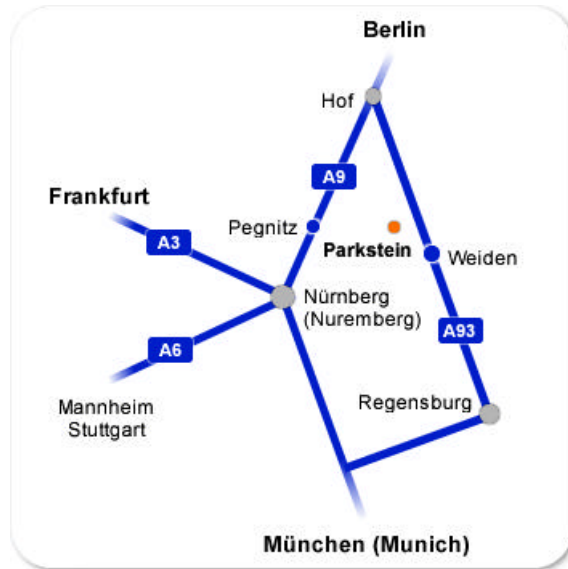 Berlin
Hof
A9
Frankfurt
A3
Pegnitz
Parkstein
Weiden
Nürnberg
(Nuremberg)
A93
A6
Mannheim
Stuttgart
Regensburg
München (Munich)